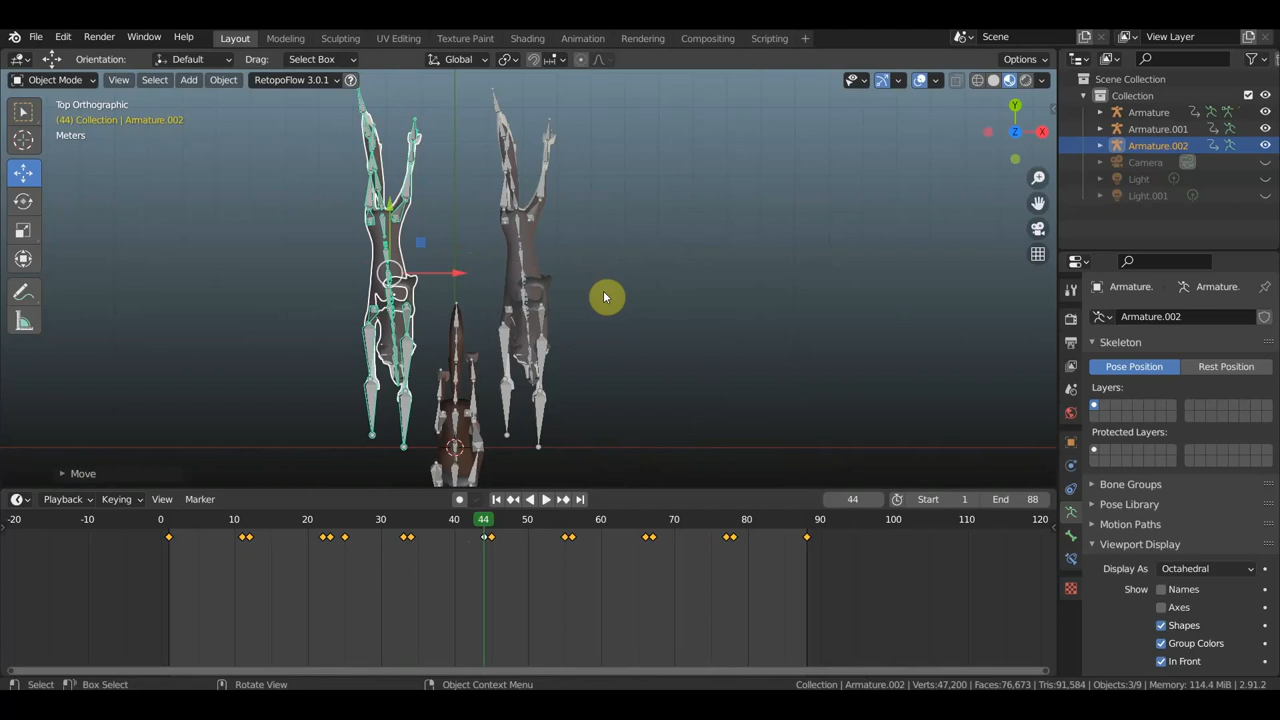 File Edit Render Window Help Layout Modeling Sculpting UV Editing Texture Paint Shading Animation Rendering Compositing Scripting + Scene View Layer
Orientation: Default Drag: Select Box Global Options
Object Mode View Select Add Object RetopoFlow 3.0.1
Top Orthographic
(44) Collection | Armature.002
Meters
Y
Z
X
Move
Scene Collection
Collection
Armature
Armature.001
Armature.002
Camera
Light
Light.001
Armature. Armature.
Armature.002
Skeleton
Pose Position Rest Position
Layers:
Protected Layers:
Bone Groups
Pose Library
Motion Paths
Viewport Display
Display As Octahedral
Show Names
Axes
Shapes
Group Colors
In Front
Playback Keying View Marker 44 Start 1 End 88
-20 -10 0 10 20 30 40 44 50 60 70 80 90 100 110 120
Select Box Select Rotate View Object Context Menu Collection | Armature.002 | Verts:47,200 | Faces:76,673 | Tris:91,584 | Objects:3/9 | Memory: 114.4 MiB | 2.91.2